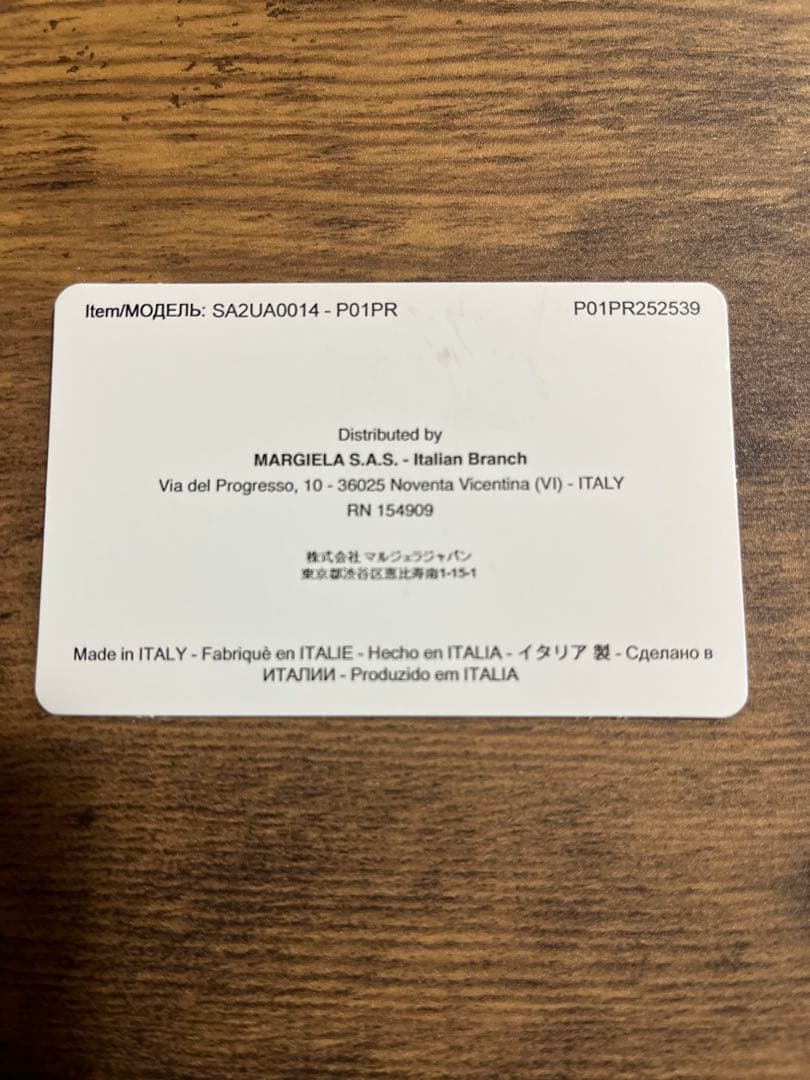 Item/МОДЕЛЬ: SA2UA0014 - P01PR P01PR252539
Distributed by
MARGIELA S.A.S. - Italian Branch
Via del Progresso, 10 - 36025 Noventa Vicentina (VI) - ITALY
RN 154909
株式会社 マルジェラジャパン
東京都渋谷区恵比寿南1-15-1
Made in ITALY - Fabriquè en ITALIE - Hecho en ITALIA - イタリア 製 - Сделано в
ИТАЛИИ - Produzido em ITALIA